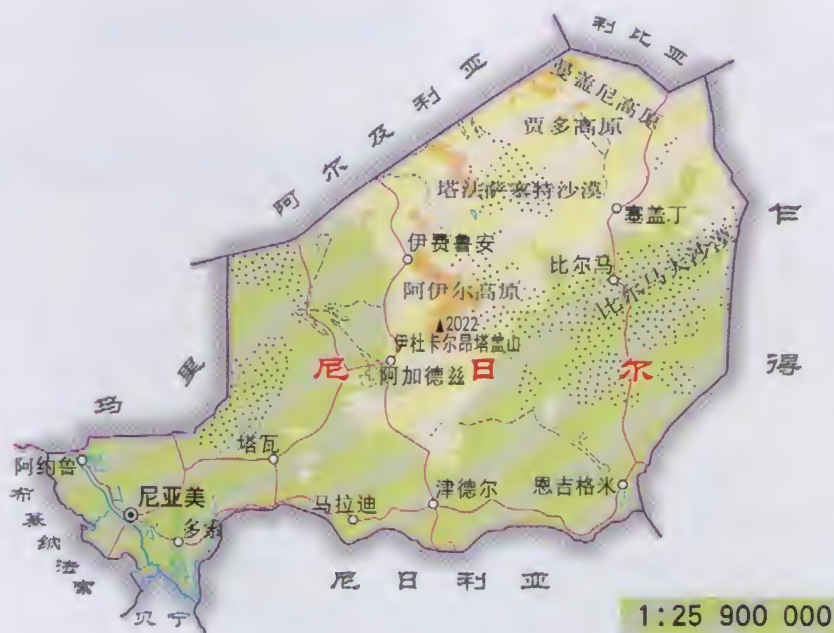 利比亚
阿尔及利亚
曼盖尼高原
贾多高原
塔法萨塞特沙漠
塞盖丁
乍得
伊费鲁安
比尔马
比尔马大沙漠
阿伊尔高原
2022
伊杜卡尔昂塔盖山
尼日尔
阿加德兹
马里
塔瓦
阿约鲁
尼亚美
马拉迪
津德尔
恩吉格米
多索
布基纳法索
尼日利亚
贝宁
1:25 900 000